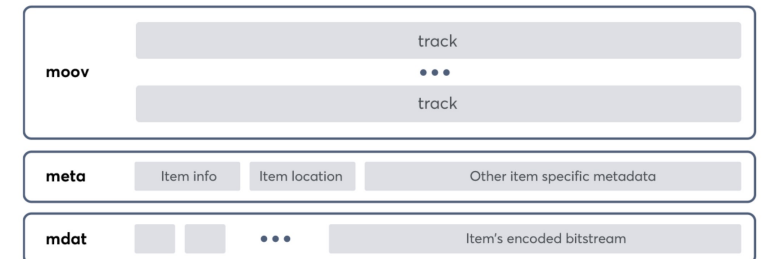 track
moov
•••
track
meta Item info Item location Other item specific metadata
mdat ••• Item's encoded bitstream